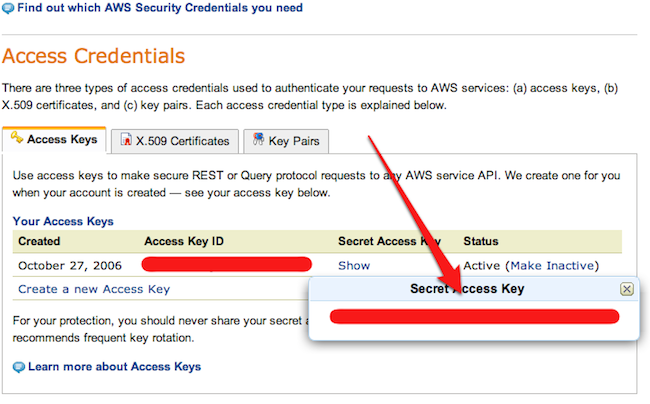 Find out which AWS Security Credentials you need
Access Credentials
There are three types of access credentials used to authenticate your requests to AWS services: (a) access keys, (b)
X.509 certificates, and (c) key pairs. Each access credential type is explained below.
Access Keys X.509 Certificates Key Pairs
Use access keys to make secure REST or Query protocol requests to any AWS service API. We create one for you
when your account is created — see your access key below.
Your Access Keys
Created Access Key ID Secret Access Key Status
October 27, 2006 Show Active (Make Inactive)
Create a new Access Key
Secret Access Key
For your protection, you should never share your secret a
recommends frequent key rotation.
Learn more about Access Keys